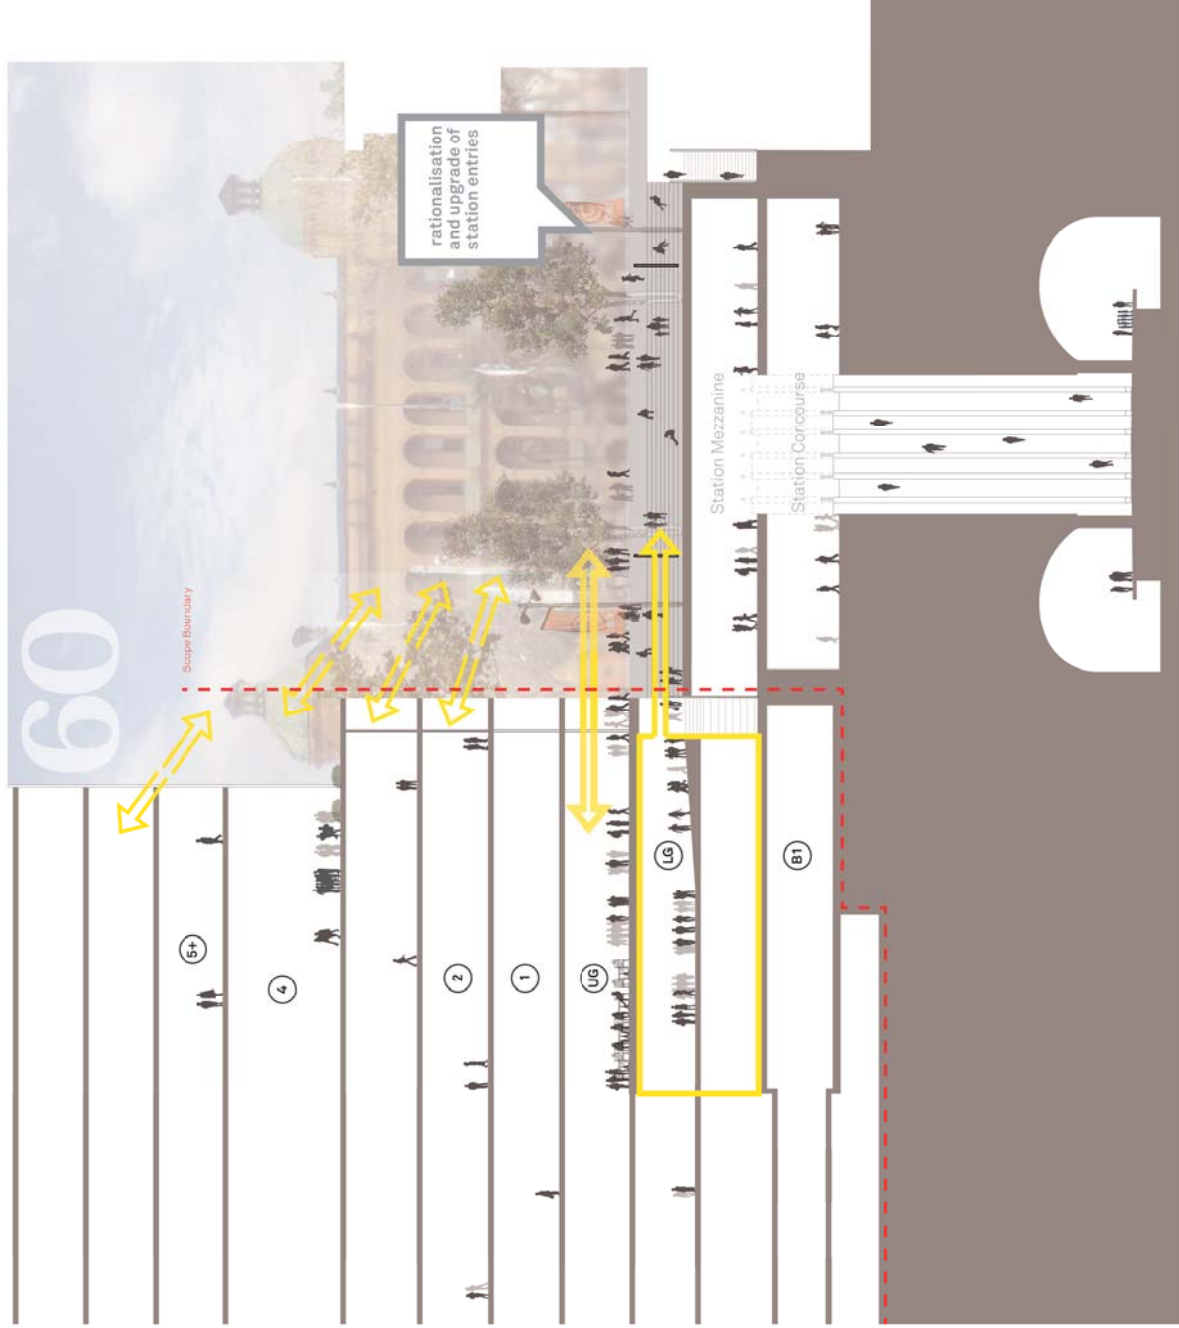 60
Scope Boundary
rationalisation
and upgrade of
station entries
5+
4
2
1
UG
LG
B1
Station Mezzanine
Station Concourse